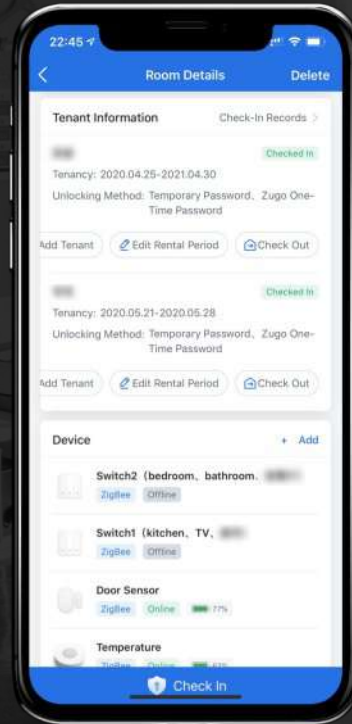 22:45
Room Details
Delete
Tenant Information
Check-In Records >
Checked In
Tenancy: 2020.04.25-2021.04.30
Unlocking Method: Temporary Password、Zugo One-
Time Password
Add Tenant
Edit Rental Period
Check Out
Checked In
Tenancy: 2020.05.21-2020.05.28
Unlocking Method: Temporary Password、Zugo One-
Time Password
Add Tenant
Edit Rental Period
Check Out
Device
+ Add
Switch2（bedroom、bathroom、
ZigBee Offline
Switch1（kitchen、TV、
ZigBee Offline
Door Sensor
ZigBee Online 77%
Temperature
ZigBee Online
Check In